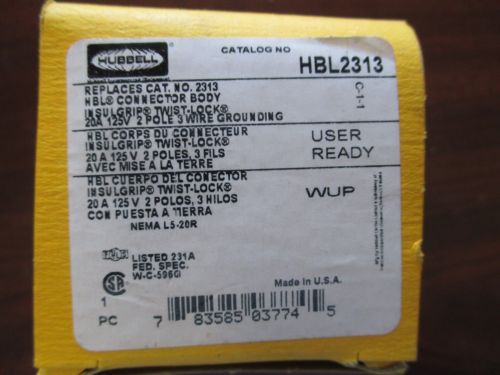 HUBBELL
CATALOG NO
HBL2313
REPLACES CAT. NO. 2313
HBL® CONNECTOR BODY
INSULGRIP® TWIST-LOCK®
20A 125V 2 POLE 3 WIRE GROUNDING
C-1-1
HBL CORPS DU CONNECTEUR
INSULGRIP® TWIST-LOCK®
20 A 125 V 2 POLES, 3 FILS
AVEC MISE A LA TERRE
USER
READY
HBL CUERPO DEL CONECTOR
INSULGRIP® TWIST-LOCK®
20 A 125 V 2 POLOS, 3 HILOS
CON PUESTA A TIERRA
WUP
NEMA L5-20R
LISTED 231A
FED. SPEC.
W-C-596G
Made in U.S.A.
1
PC
7 83585 03774 5